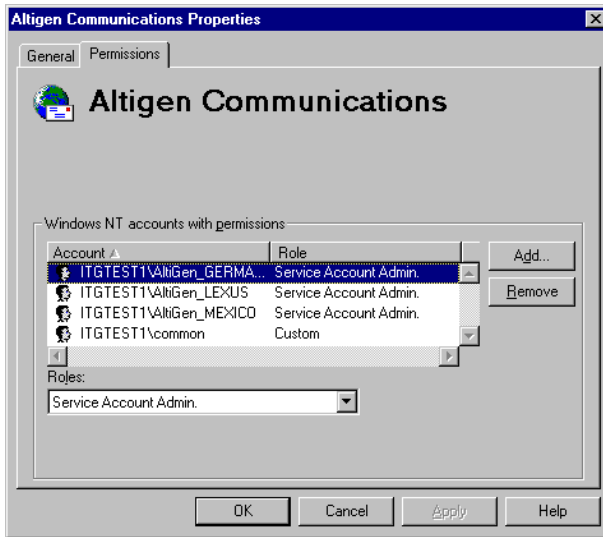 Altigen Communications Properties
General Permissions
Altigen Communications
Windows NT accounts with permissions
Account Role
ITGTEST1\AltiGen_GERMA... Service Account Admin.
ITGTEST1\AltiGen_LEXUS Service Account Admin.
ITGTEST1\AltiGen_MEXICO Service Account Admin.
ITGTEST1\common Custom
Add...
Remove
Roles:
Service Account Admin.
OK Cancel Apply Help